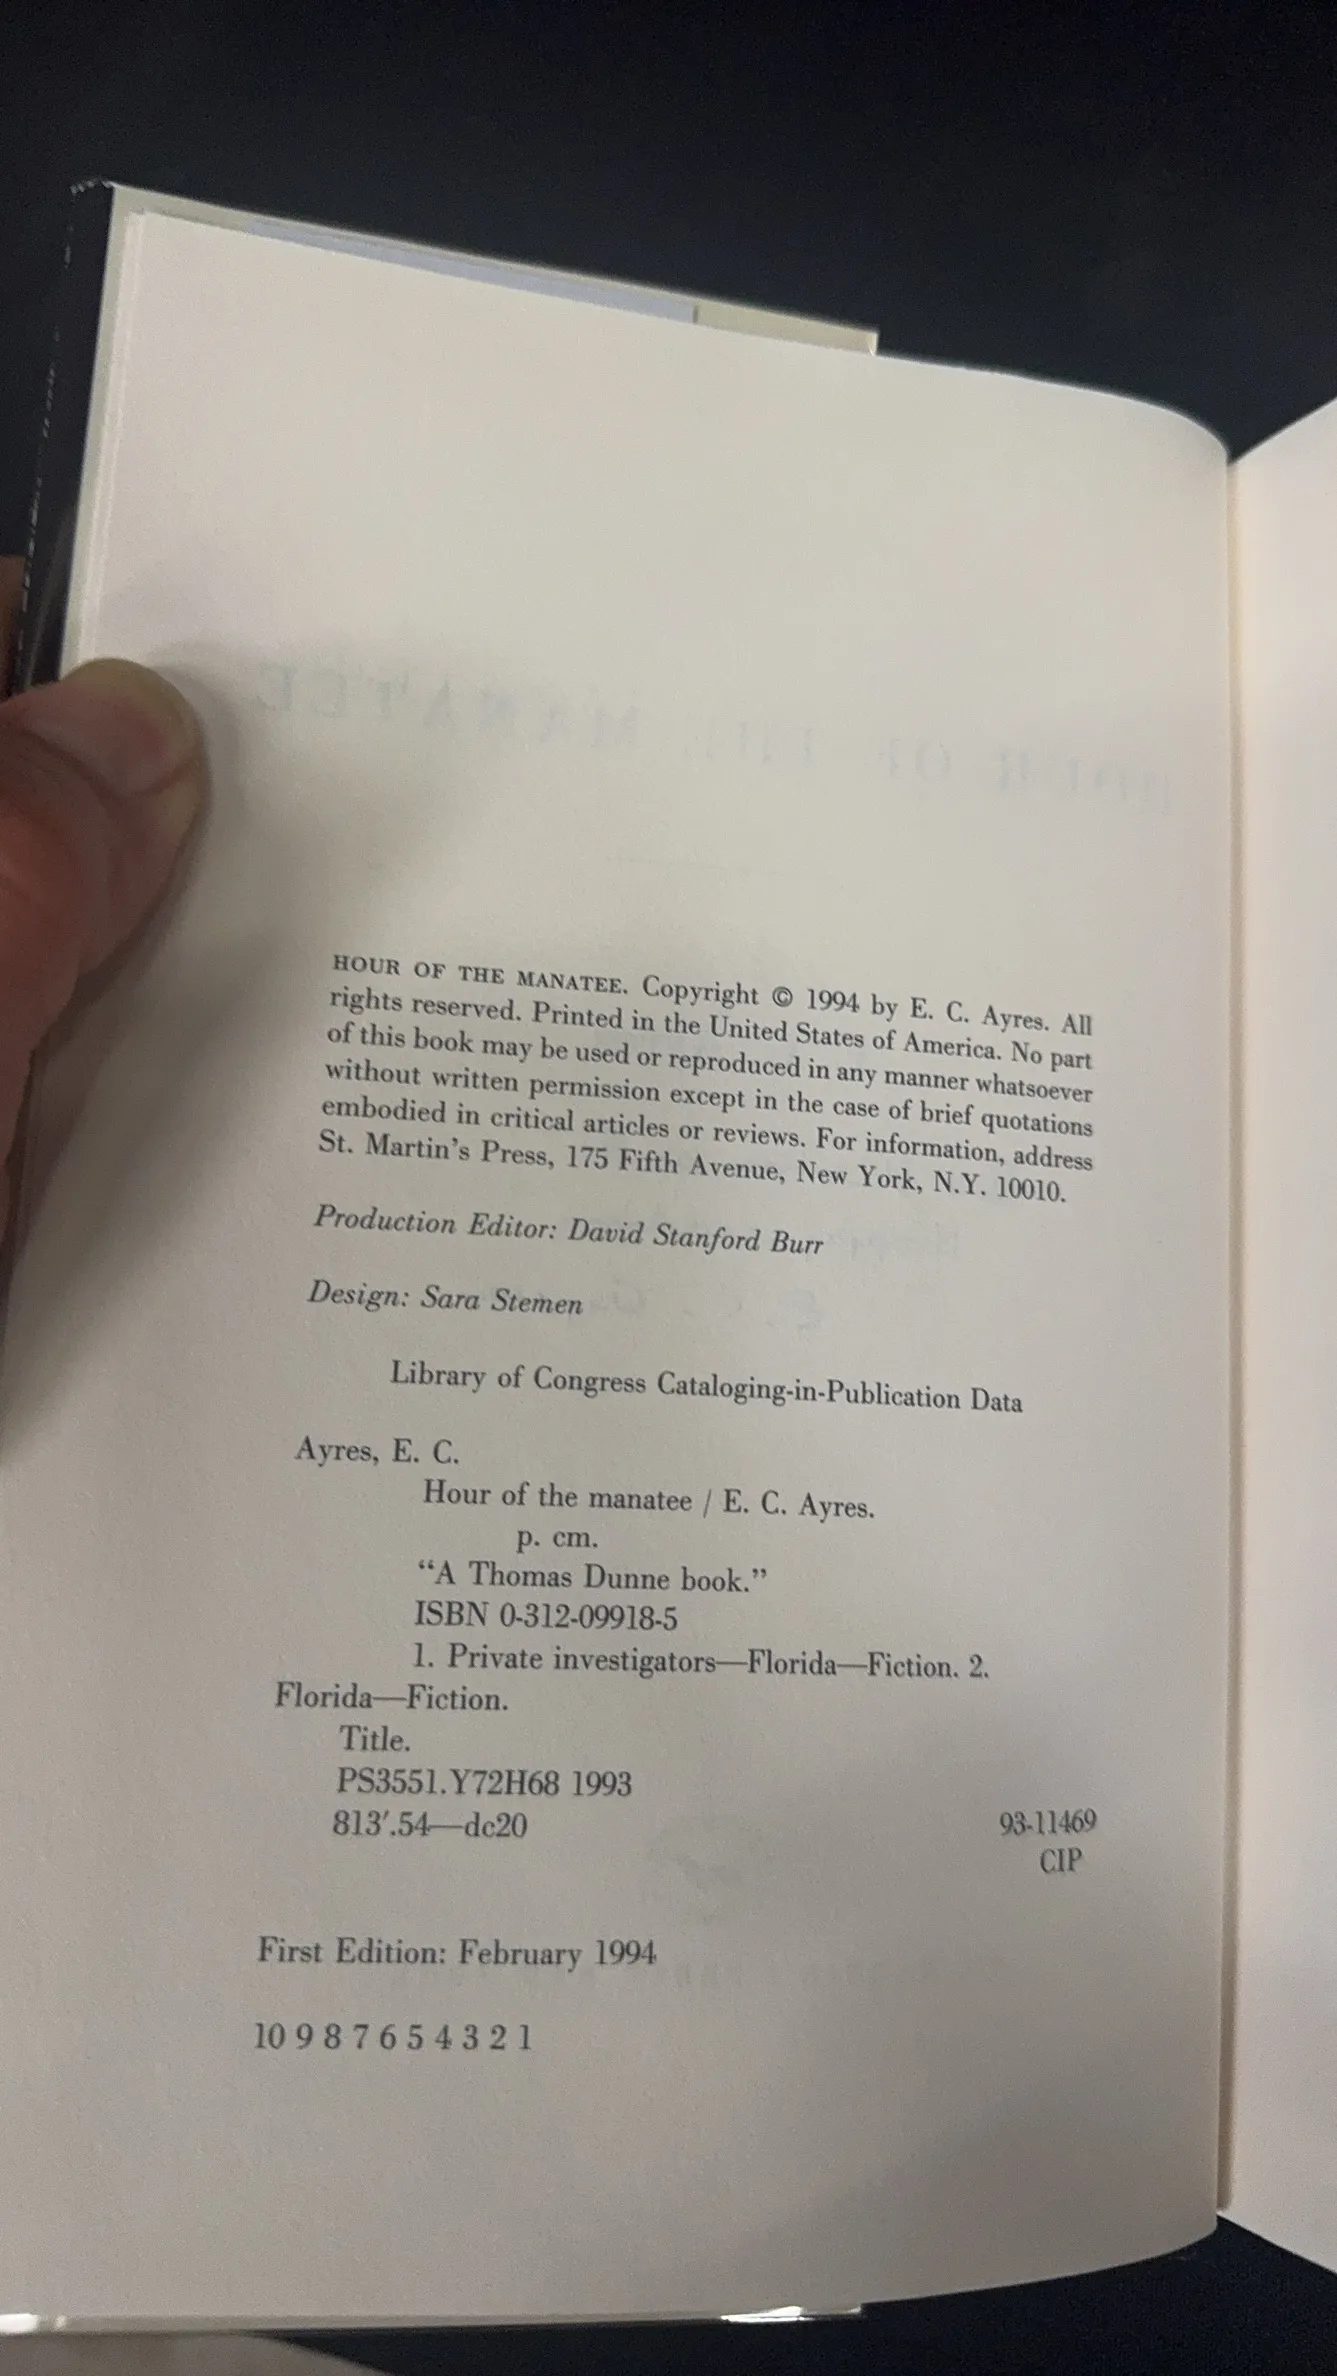 HOUR OF THE MANATEE. Copyright © 1994 by E. C. Ayres. All
rights reserved. Printed in the United States of America. No part
of this book may be used or reproduced in any manner whatsoever
without written permission except in the case of brief quotations
embodied in critical articles or reviews. For information, address
St. Martin's Press, 175 Fifth Avenue, New York, N.Y. 10010.
Production Editor: David Stanford Burr
Design: Sara Stemen
Library of Congress Cataloging-in-Publication Data
Ayres, E. C.
Hour of the manatee / E. C. Ayres.
p. cm.
“A Thomas Dunne book.”
ISBN 0-312-09918-5
1. Private investigators—Florida—Fiction. 2.
Florida—Fiction.
Title.
PS3551.Y72H68 1993
813′.54—dc20
93-11469
CIP
First Edition: February 1994
10 9 8 7 6 5 4 3 2 1